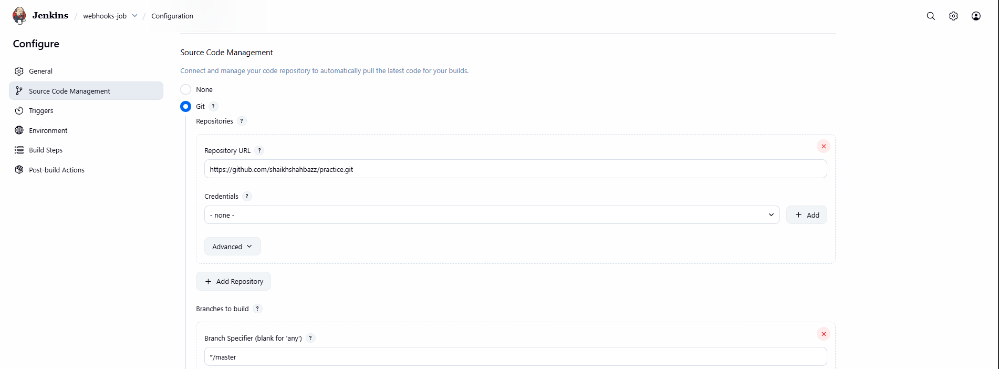 Jenkins / webhooks-job / Configuration
Configure
General
Source Code Management
Triggers
Environment
Build Steps
Post-build Actions
Source Code Management
Connect and manage your code repository to automatically pull the latest code for your builds.
None
Git ?
Repositories ?
Repository URL ?
https://github.com/shaikhshahbazz/practice.git
Credentials ?
- none -
+ Add
Advanced
+ Add Repository
Branches to build ?
Branch Specifier (blank for 'any') ?
*/master